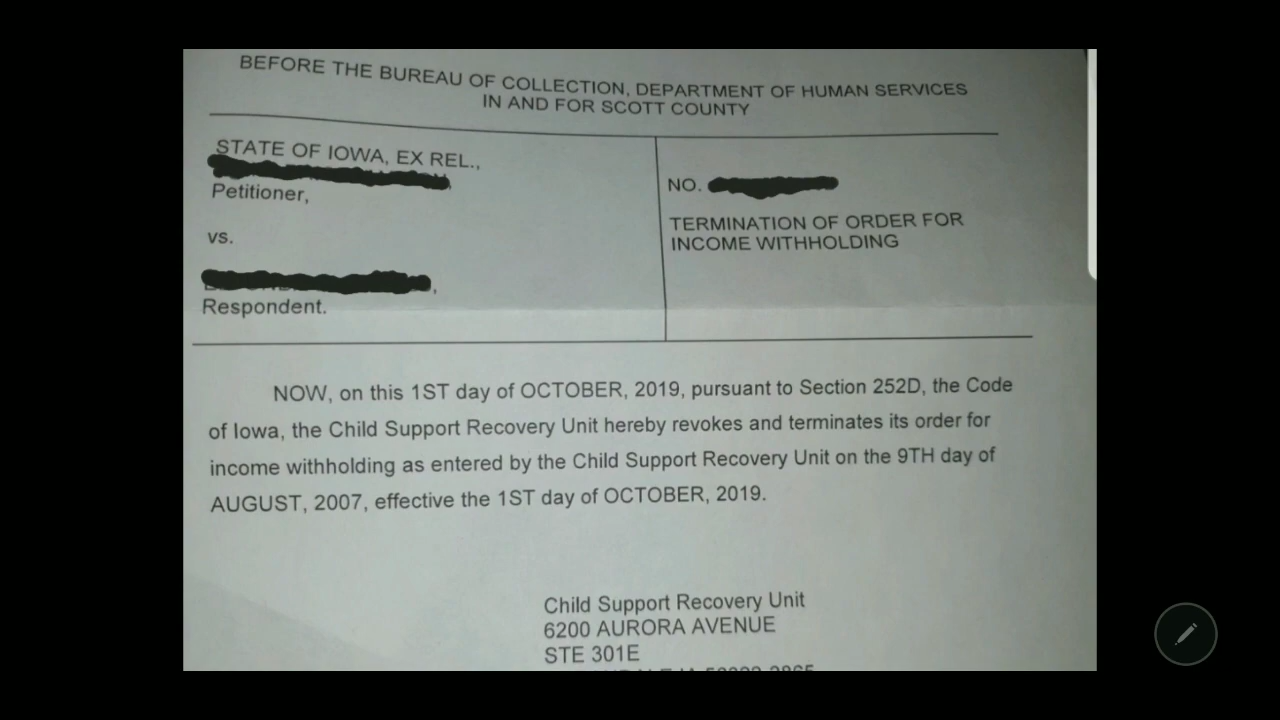 BEFORE THE BUREAU OF COLLECTION, DEPARTMENT OF HUMAN SERVICES
IN AND FOR SCOTT COUNTY
STATE OF IOWA, EX REL.,
Petitioner,
vs.
Respondent.
NO.
TERMINATION OF ORDER FOR
INCOME WITHHOLDING
NOW, on this 1ST day of OCTOBER, 2019, pursuant to Section 252D, the Code
of Iowa, the Child Support Recovery Unit hereby revokes and terminates its order for
income withholding as entered by the Child Support Recovery Unit on the 9TH day of
AUGUST, 2007, effective the 1ST day of OCTOBER, 2019.
Child Support Recovery Unit
6200 AURORA AVENUE
STE 301E